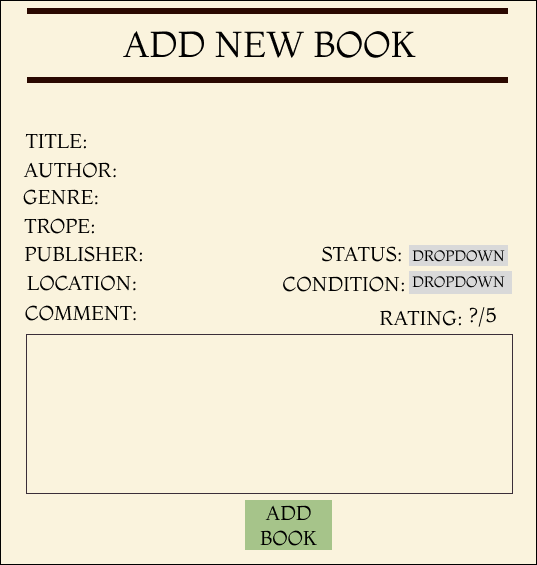 ADD NEW BOOK
TITLE:
AUTHOR:
GENRE:
TROPE:
PUBLISHER: STATUS: DROPDOWN
LOCATION: CONDITION: DROPDOWN
COMMENT: RATING: ?/5
ADD
BOOK